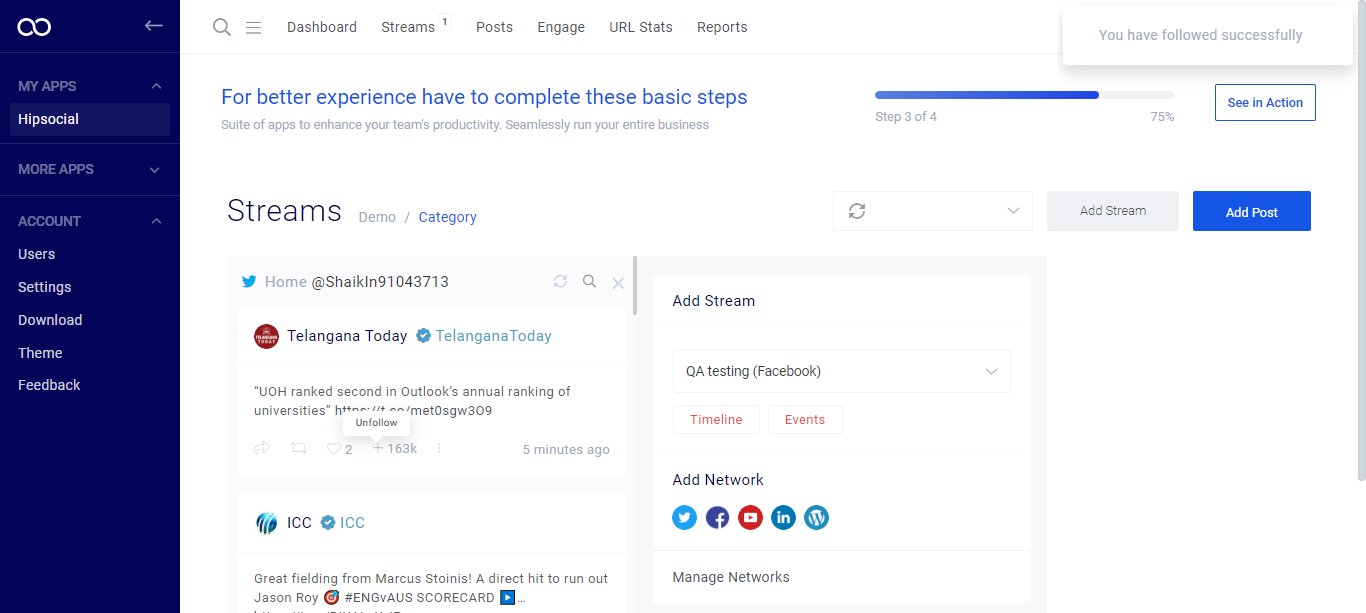 Dashboard Streams 1 Posts Engage URL Stats Reports
You have followed successfully
MY APPS
Hipsocial
MORE APPS
ACCOUNT
Users
Settings
Download
Theme
Feedback
For better experience have to complete these basic steps
Suite of apps to enhance your team's productivity. Seamlessly run your entire business
Step 3 of 4 75%
See in Action
Streams Demo / Category
Add Stream
Add Post
Home @ShaikIn91043713
Telangana Today TelanganaToday
“UOH ranked second in Outlook’s annual ranking of
universities” https://t.co/met0sgw3O9
Unfollow
2 163k 5 minutes ago
ICC ICC
Great fielding from Marcus Stoinis! A direct hit to run out
Jason Roy 🎯 #ENGvAUS SCORECARD ▶️…
Add Stream
QA testing (Facebook)
Timeline Events
Add Network
Manage Networks